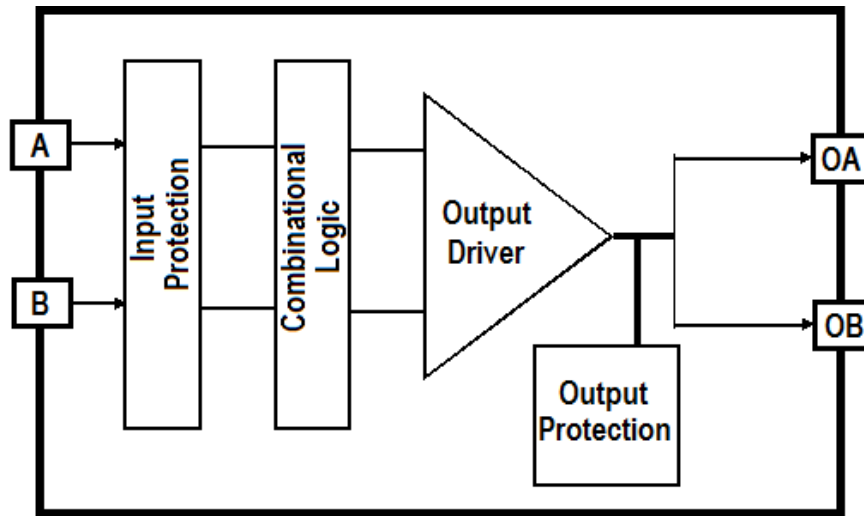 A
B
Input
Protection
Combinational
Logic
Output
Driver
Output
Protection
OA
OB